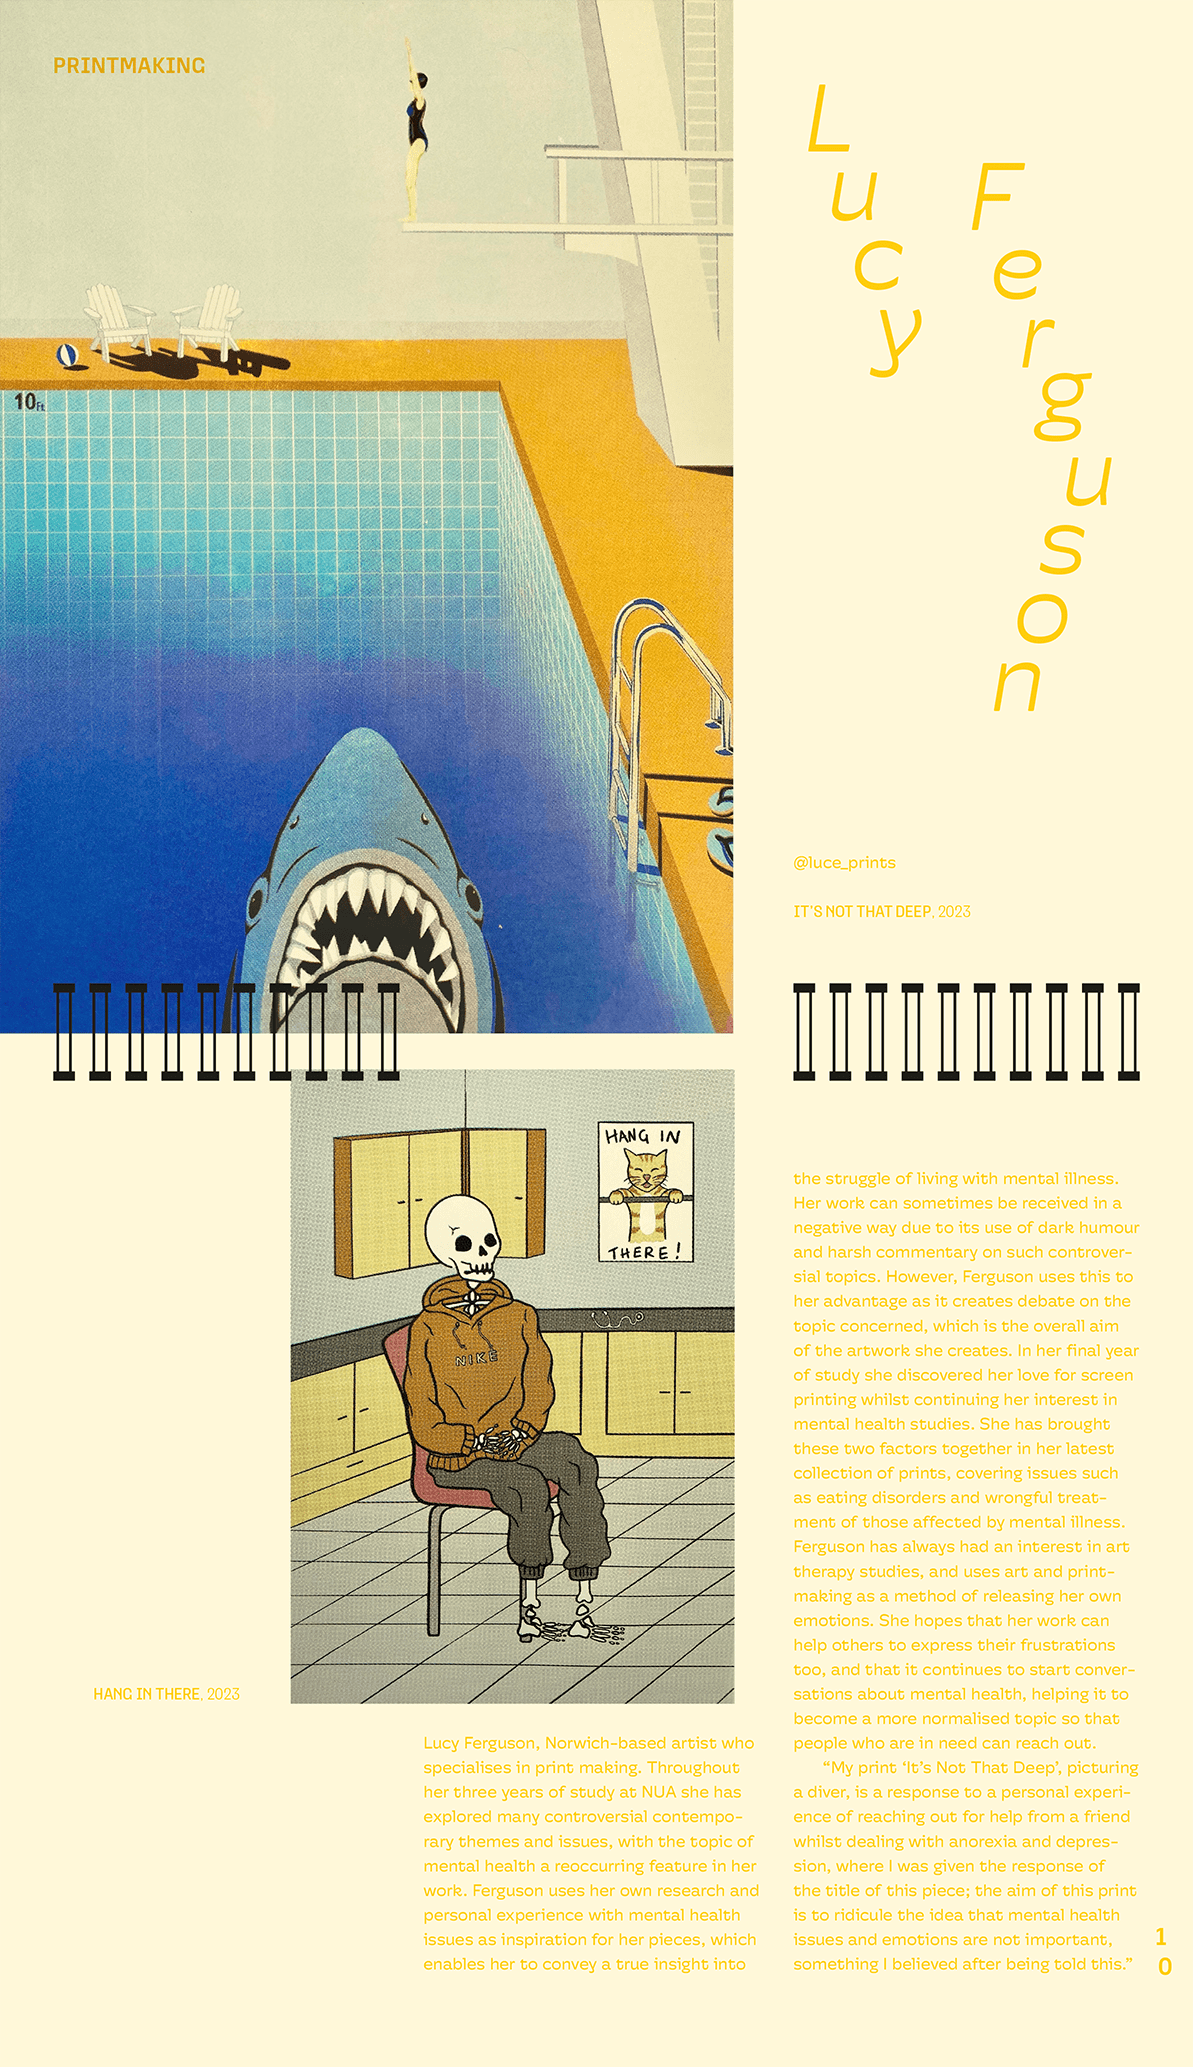 PRINTMAKING
Lucy
Ferguson
10Ft
@luce_prints
IT'S NOT THAT DEEP, 2023
HANG IN
THERE!
NIKE
HANG IN THERE, 2023
Lucy Ferguson, Norwich-based artist who
specialises in print making. Throughout
her three years of study at NUA she has
explored many controversial contempo-
rary themes and issues, with the topic of
mental health a reoccurring feature in her
work. Ferguson uses her own research and
personal experience with mental health
issues as inspiration for her pieces, which
enables her to convey a true insight into
the struggle of living with mental illness.
Her work can sometimes be received in a
negative way due to its use of dark humour
and harsh commentary on such controver-
sial topics. However, Ferguson uses this to
her advantage as it creates debate on the
topic concerned, which is the overall aim
of the artwork she creates. In her final year
of study she discovered her love for screen
printing whilst continuing her interest in
mental health studies. She has brought
these two factors together in her latest
collection of prints, covering issues such
as eating disorders and wrongful treat-
ment of those affected by mental illness.
Ferguson has always had an interest in art
therapy studies, and uses art and print-
making as a method of releasing her own
emotions. She hopes that her work can
help others to express their frustrations
too, and that it continues to start conver-
sations about mental health, helping it to
become a more normalised topic so that
people who are in need can reach out.
“My print ‘It’s Not That Deep’, picturing
a diver, is a response to a personal experi-
ence of reaching out for help from a friend
whilst dealing with anorexia and depres-
sion, where I was given the response of
the title of this piece; the aim of this print
is to ridicule the idea that mental health
issues and emotions are not important,
something I believed after being told this.”
10